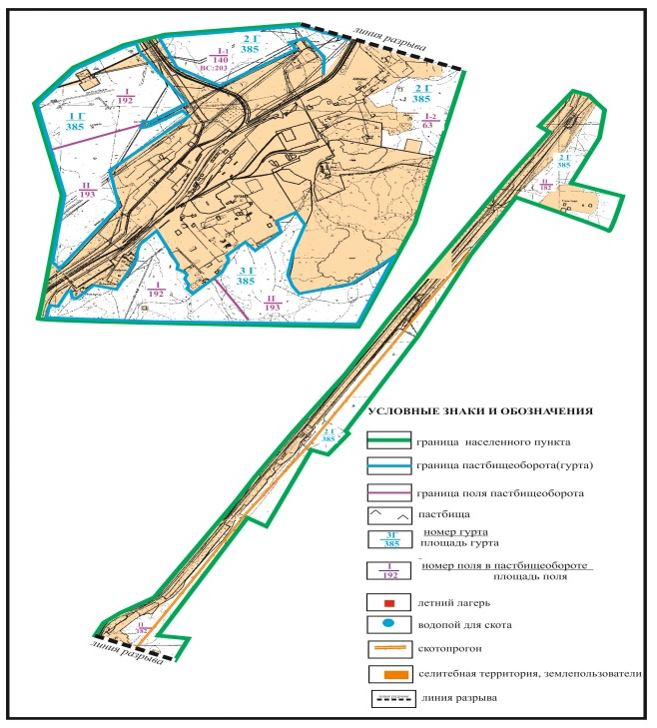 линия разрыва
2 Г
385
I-1
140
ВС:203
I
192
1 Г
385
2 Г
385
I-2
63
II
193
2 Г
385
II
182
3 Г
385
I
192
II
193
УСЛОВНЫЕ ЗНАКИ И ОБОЗНАЧЕНИЯ
граница населенного пункта
2 Г
385
граница пастбищеоборота(гурта)
граница поля пастбищеоборота
пастбища
3Г
385
номер гурта
площадь гурта
I
192
номер поля в пастбищеобороте
площадь поля
летний лагерь
водопой для скота
скотопрогон
II
182
селитебная территория, землепользователи
линия разрыва
линия разрыва